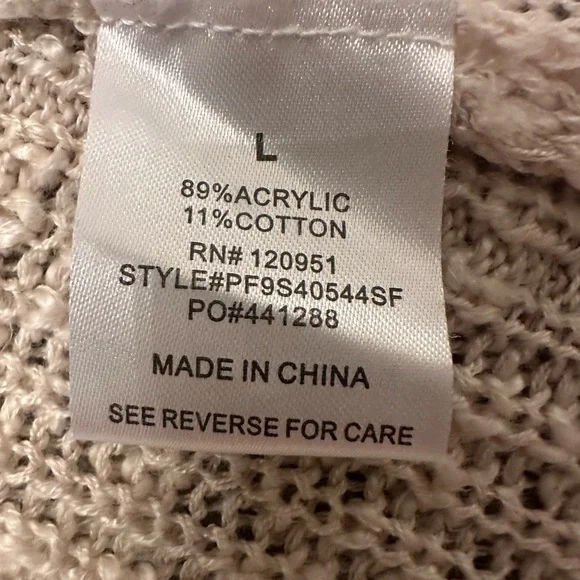 L
89%ACRYLIC
11%COTTON
RN# 120951
STYLE#PF9S40544SF
PO#441288
MADE IN CHINA
SEE REVERSE FOR CARE